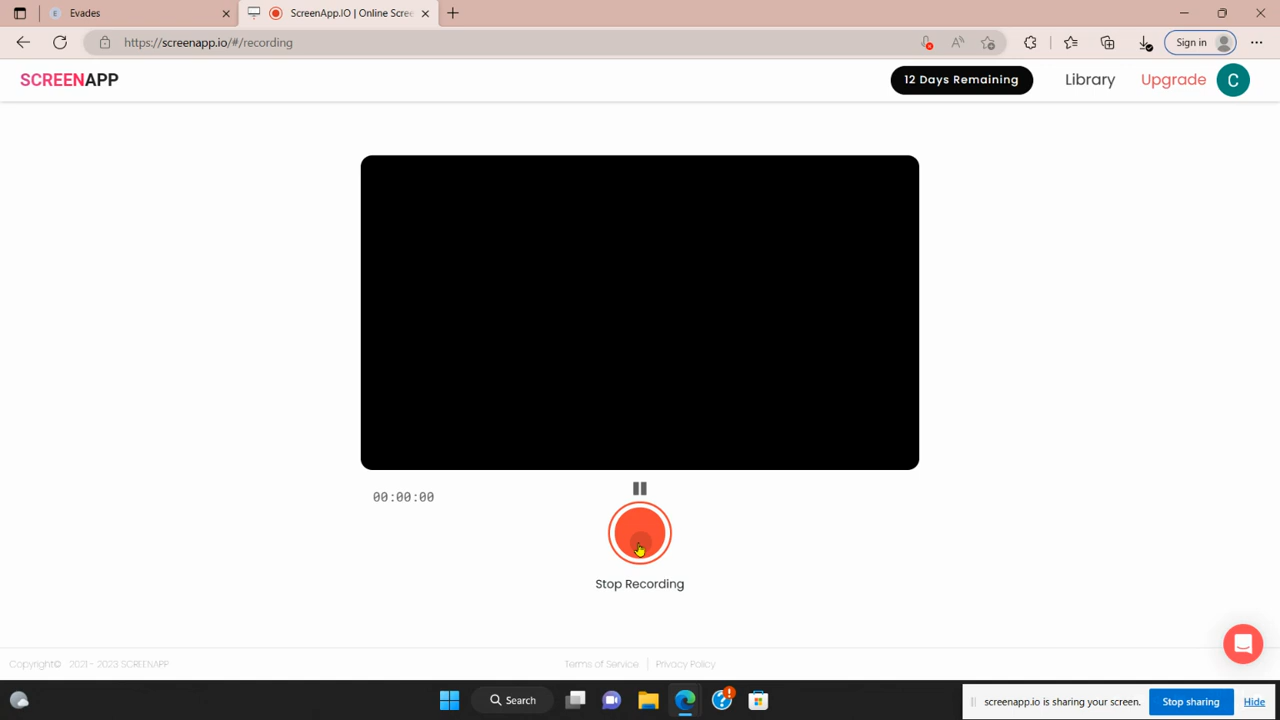 Evades
ScreenApp.IO | Online Scre
https://screenapp.io/#/recording
Sign in
SCREENAPP
12 Days Remaining
Library
Upgrade
C
00:00:00
Stop Recording
Copyright© 2021 - 2023 SCREENAPP
Terms of Service
Privacy Policy
Search
screenapp.io is sharing your screen.
Stop sharing
Hide